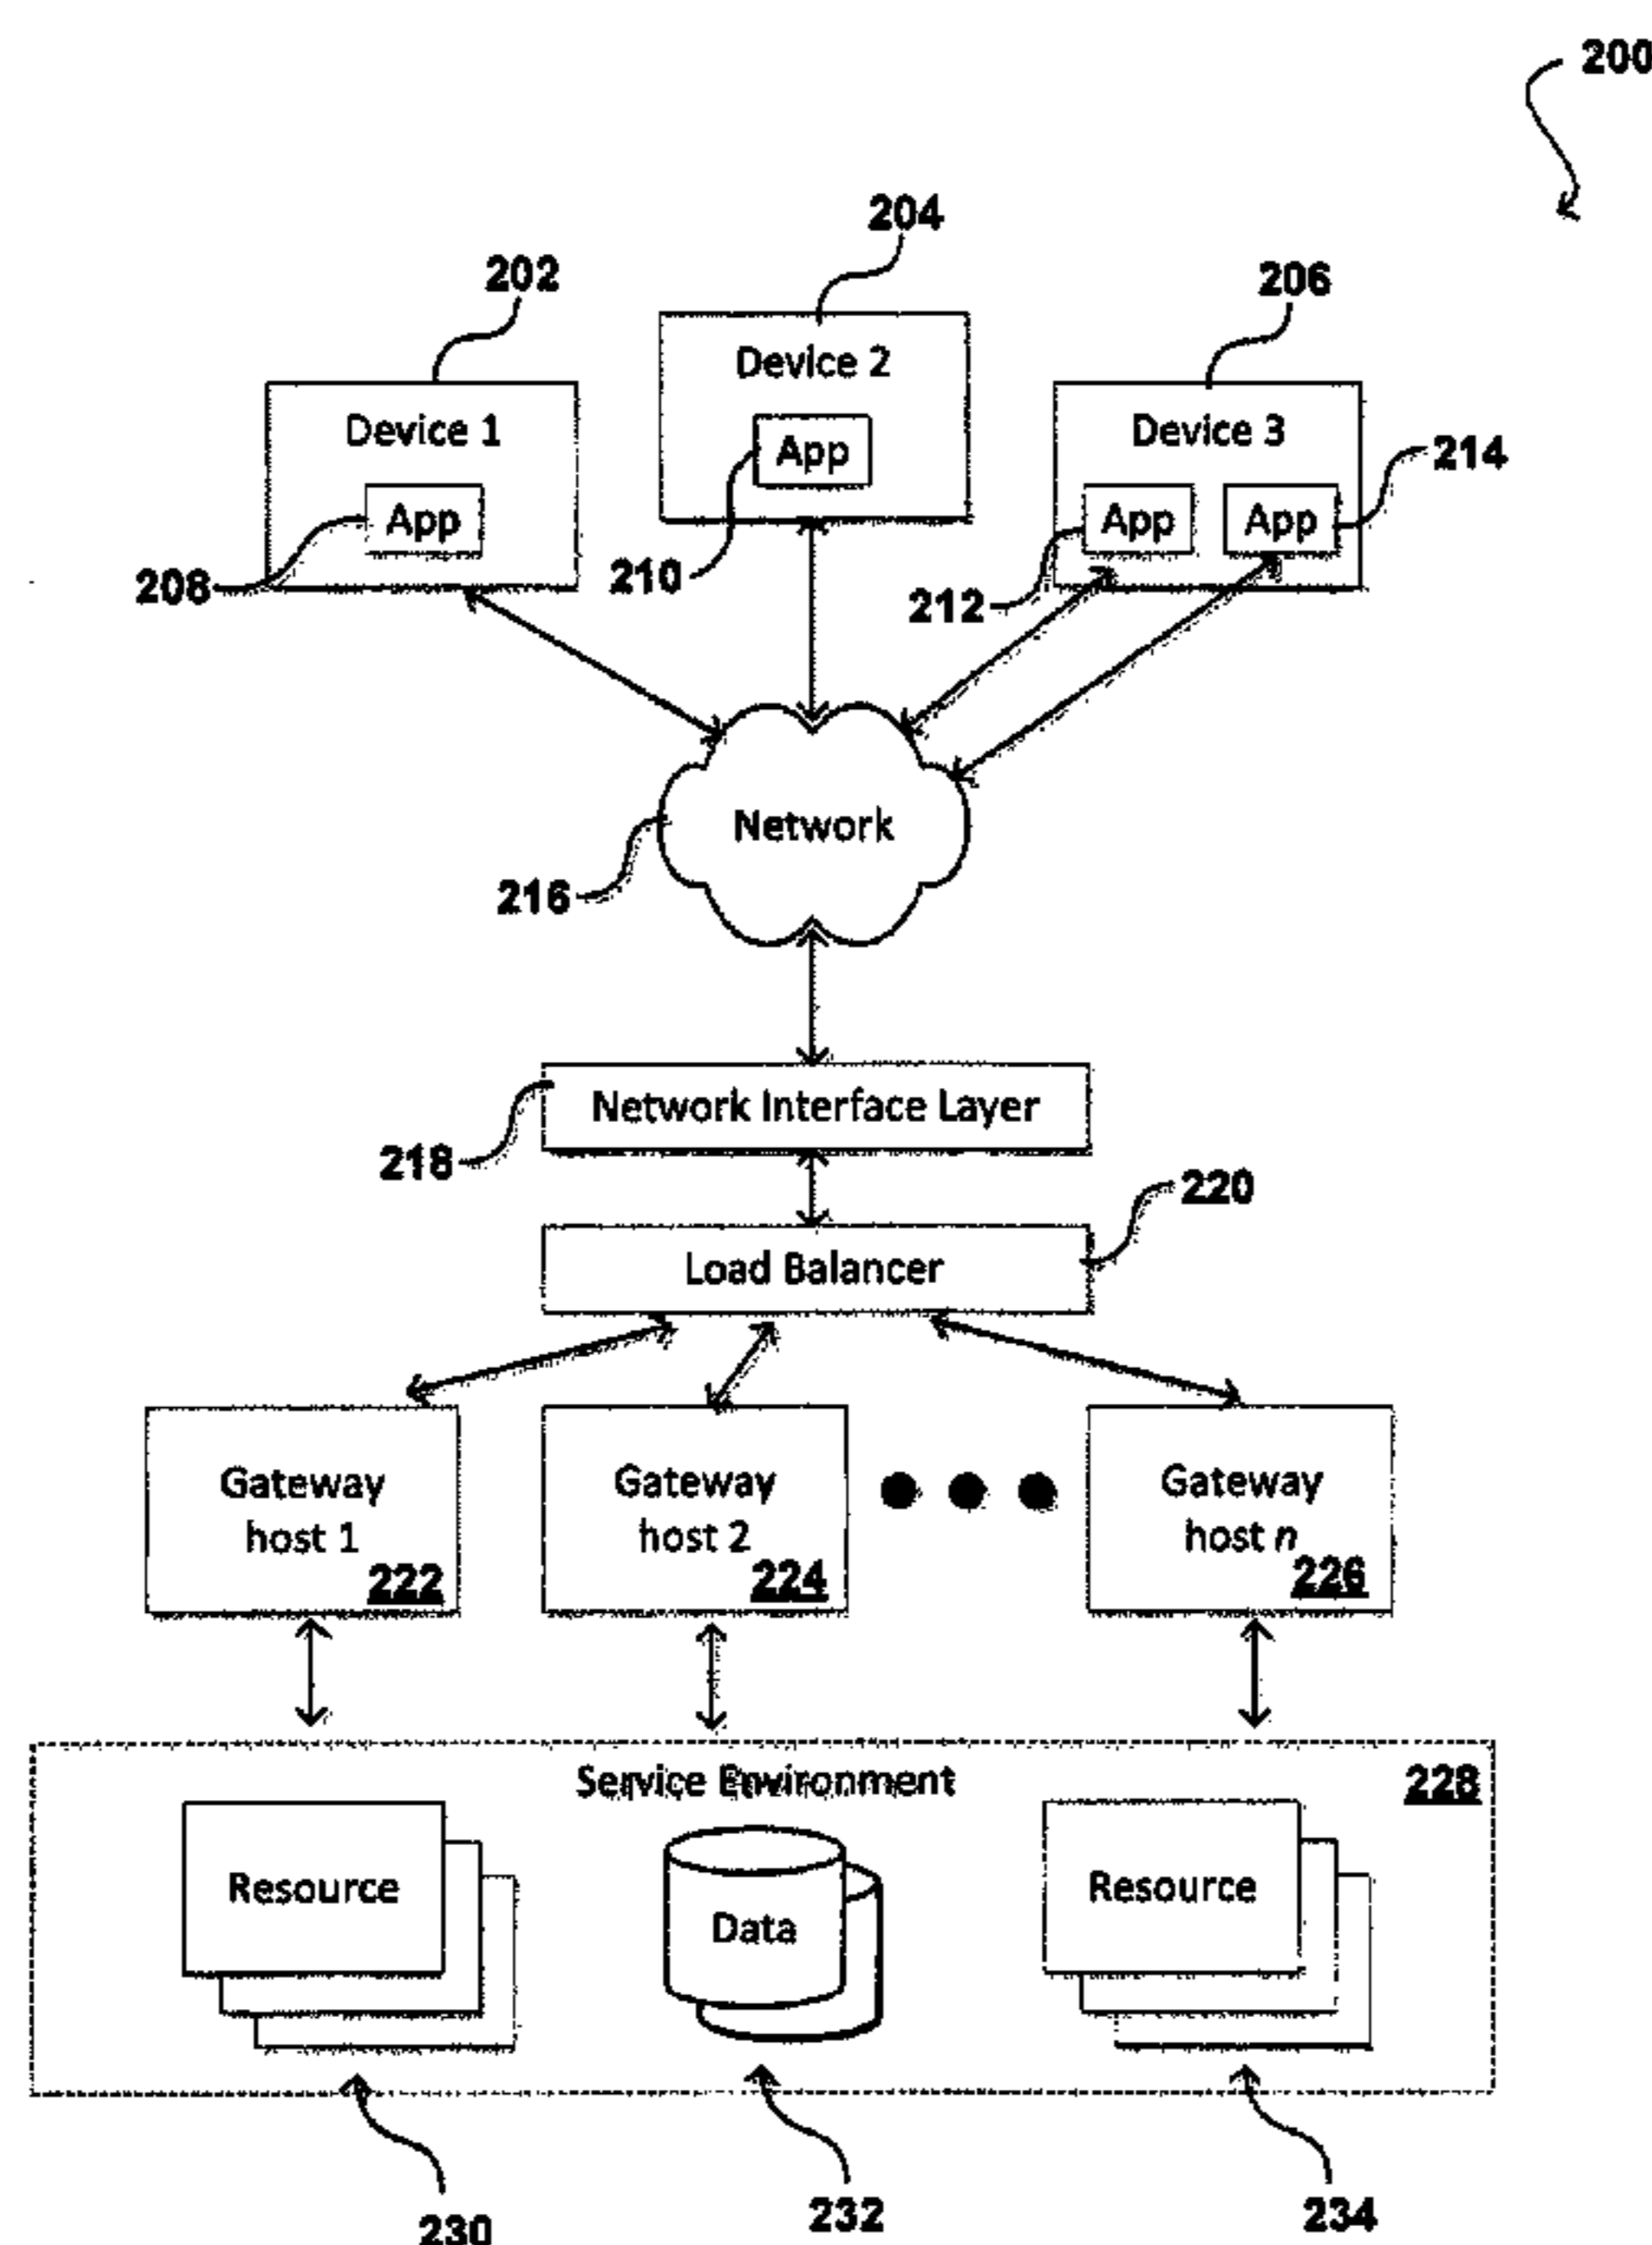 200
204
202
206
Device 2
Device 1
Device 3
App
214
App
App
App
208
210
212
Network
216
Network Interface Layer
218
220
Load Balancer
Gateway
host 1
222
Gateway
host 2
224
Gateway
host n
226
Service Environment
228
Resource
Data
Resource
230
232
234